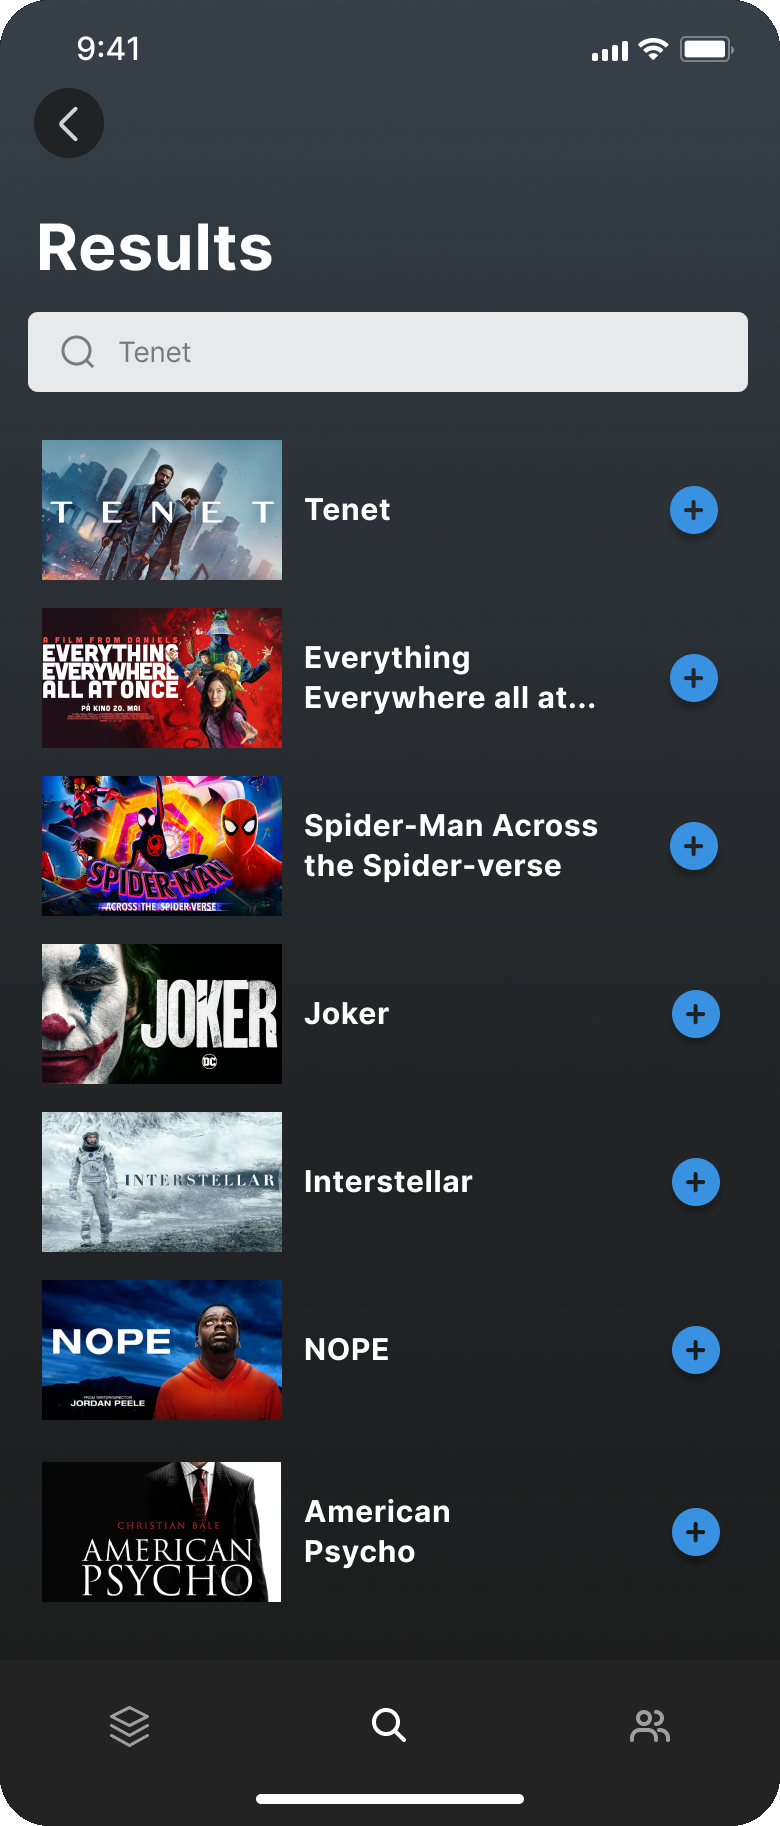 9:41
Results
Tenet
TENET
Tenet
A FILM FROM DANIELS
EVERYTHING
EVERYWHERE
ALL AT ONCE
PÅ KINO 20. MAI
Everything
Everywhere all at...
SPIDER-MAN
ACROSS THE SPIDER-VERSE
Spider-Man Across
the Spider-verse
JOKER
DC
Joker
INTERSTELLAR
Interstellar
NOPE
FROM WRITER/DIRECTOR
JORDAN PEELE
NOPE
CHRISTIAN BALE
AMERICAN
PSYCHO
American
Psycho